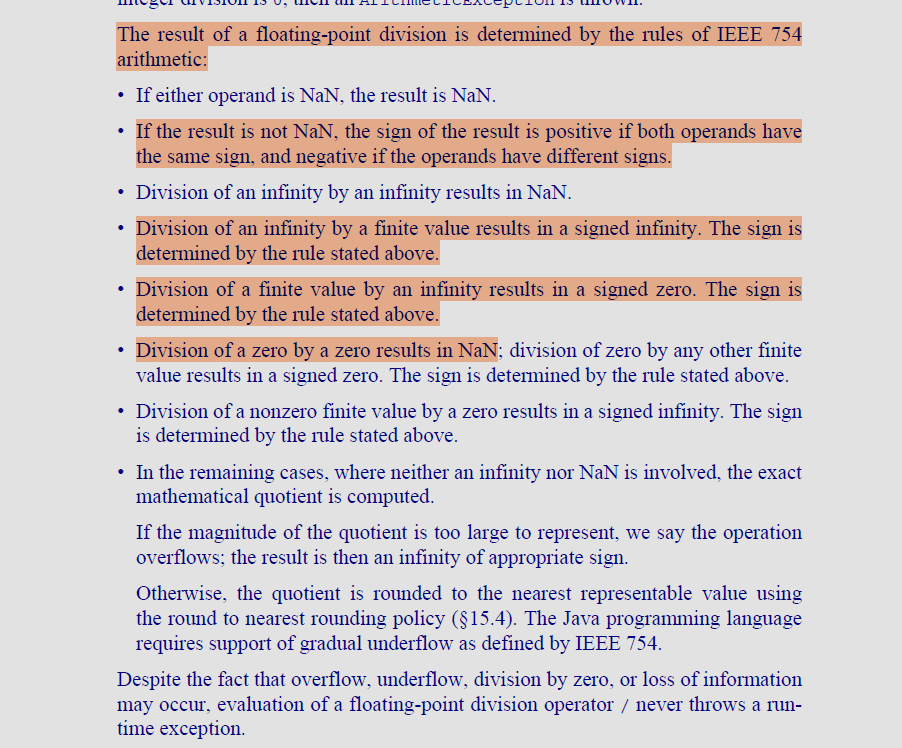 integer division is 0, then an ArithmeticException is thrown.
The result of a floating-point division is determined by the rules of IEEE 754
arithmetic:
• If either operand is NaN, the result is NaN.
• If the result is not NaN, the sign of the result is positive if both operands have
the same sign, and negative if the operands have different signs.
• Division of an infinity by an infinity results in NaN.
• Division of an infinity by a finite value results in a signed infinity. The sign is
determined by the rule stated above.
• Division of a finite value by an infinity results in a signed zero. The sign is
determined by the rule stated above.
• Division of a zero by a zero results in NaN; division of zero by any other finite
value results in a signed zero. The sign is determined by the rule stated above.
• Division of a nonzero finite value by a zero results in a signed infinity. The sign
is determined by the rule stated above.
• In the remaining cases, where neither an infinity nor NaN is involved, the exact
mathematical quotient is computed.
If the magnitude of the quotient is too large to represent, we say the operation
overflows; the result is then an infinity of appropriate sign.
Otherwise, the quotient is rounded to the nearest representable value using
the round to nearest rounding policy (§15.4). The Java programming language
requires support of gradual underflow as defined by IEEE 754.
Despite the fact that overflow, underflow, division by zero, or loss of information
may occur, evaluation of a floating-point division operator / never throws a run-
time exception.